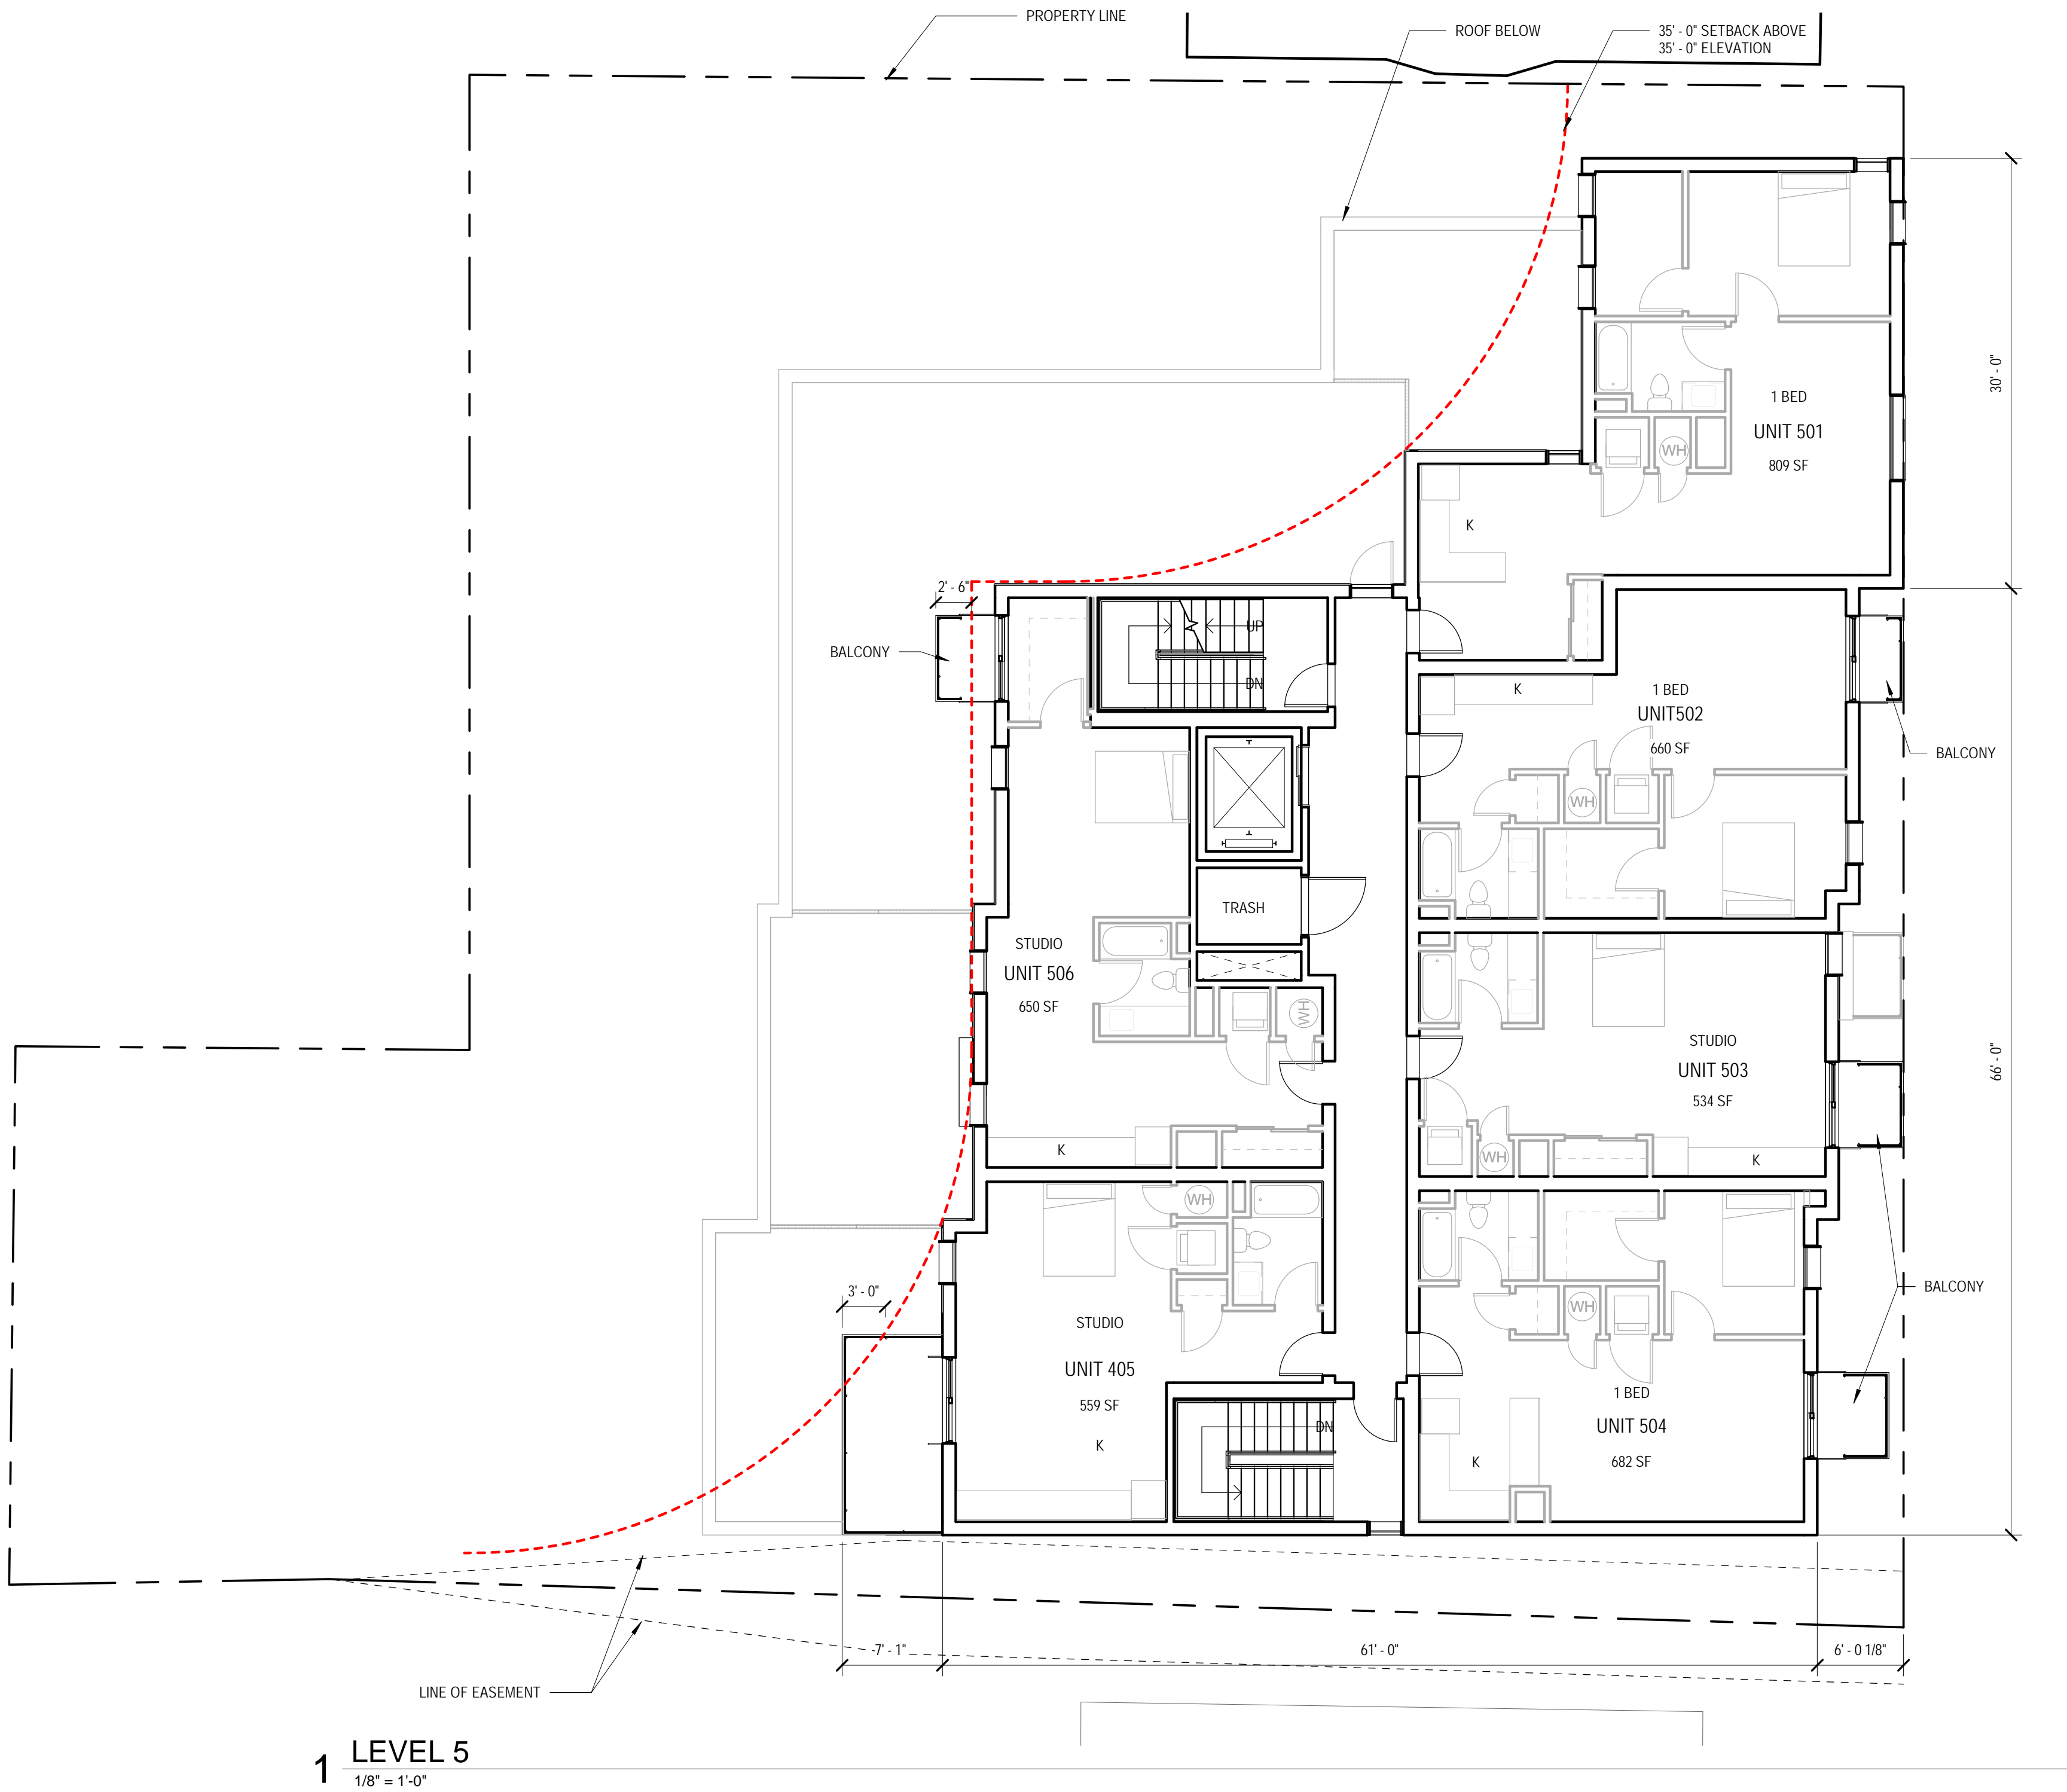 PROPERTY LINE
ROOF BELOW
35' - 0" SETBACK ABOVE
35' - 0" ELEVATION
30' - 0"
1 BED
UNIT 501
809 SF
WH
K
2' - 6"
BALCONY
UP
DN
K
1 BED
UNIT502
660 SF
WH
BALCONY
TRASH
STUDIO
UNIT 506
650 SF
WH
K
STUDIO
UNIT 503
534 SF
WH
K
66' - 0"
WH
3' - 0"
STUDIO
UNIT 405
559 SF
K
DN
WH
1 BED
UNIT 504
682 SF
K
BALCONY
7' - 1"
61' - 0"
6' - 0 1/8"
LINE OF EASEMENT
1
LEVEL 5
1/8" = 1'-0"